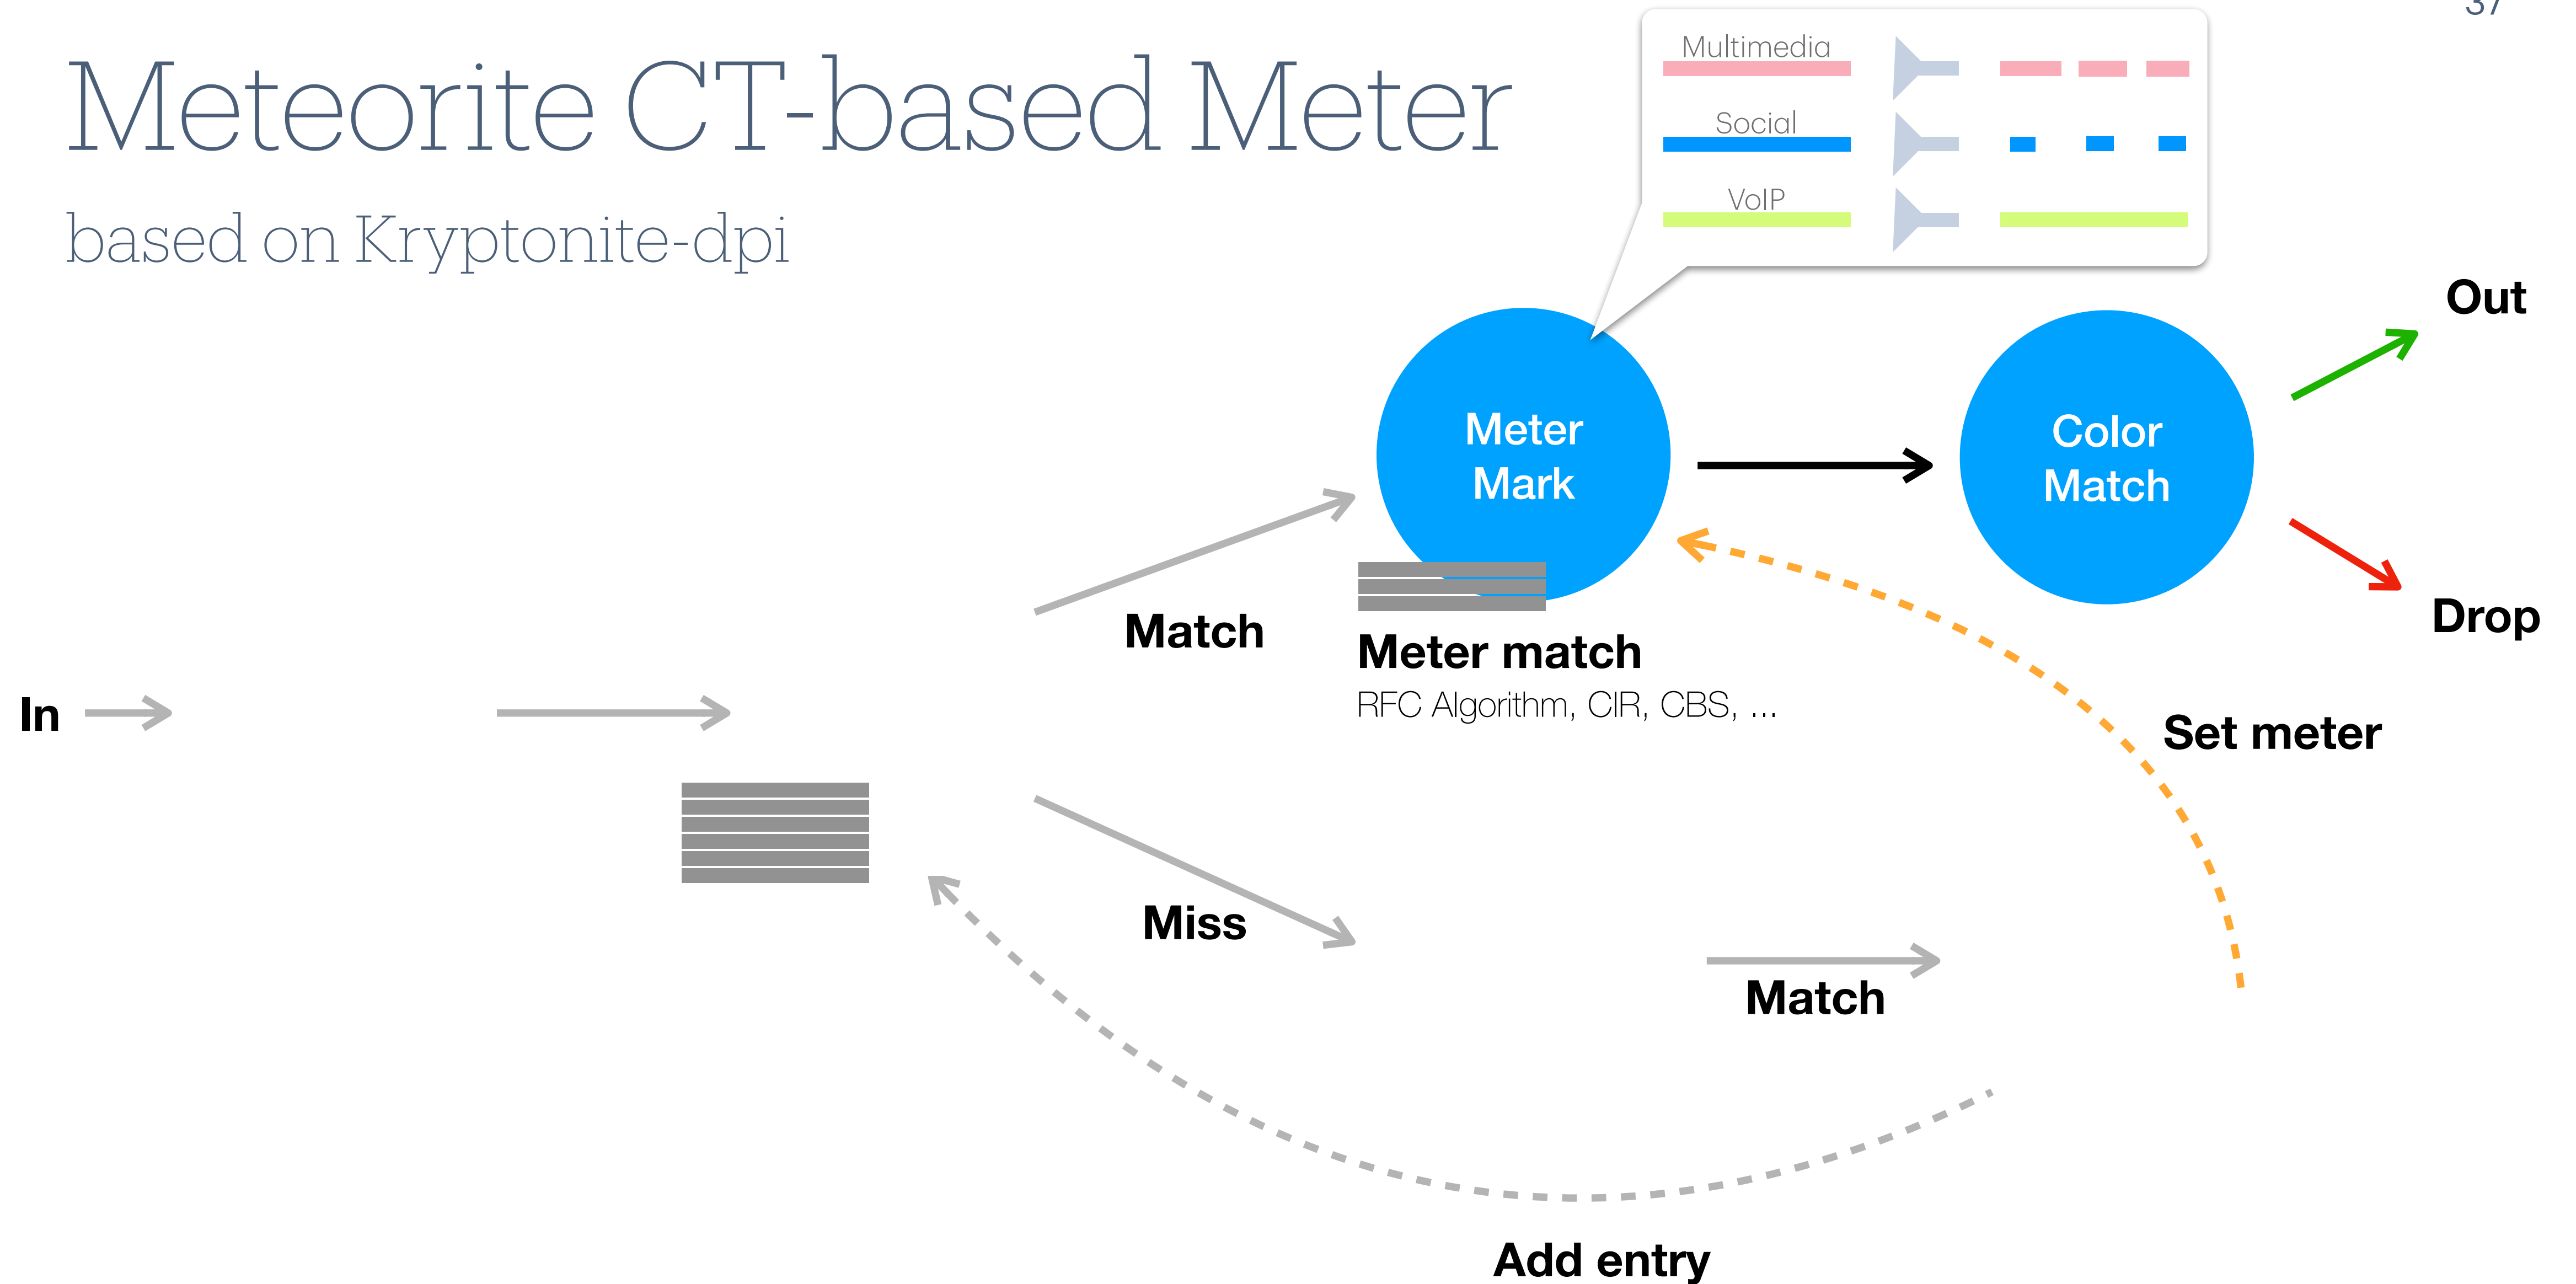 37
Meteorite CT-based Meter
based on Kryptonite-dpi
Multimedia
Social
VoIP
Out
Meter
Mark
Color
Match
Drop
Match
Meter match
RFC Algorithm, CIR, CBS, ...
In
Set meter
Miss
Match
Add entry